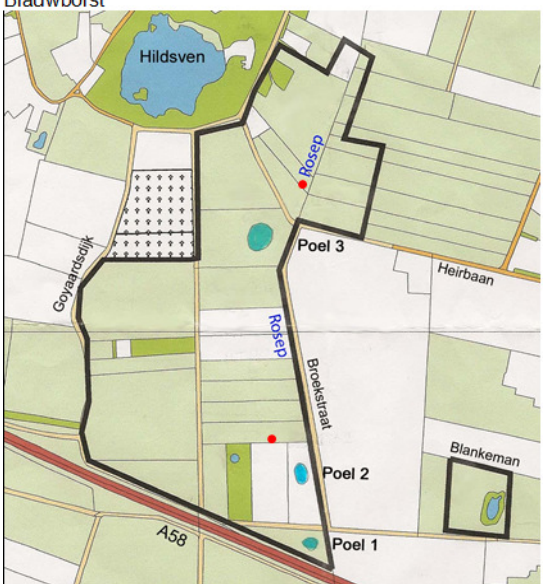 Blauwborst
Hildsven
Rosep
Goyaardsdijk
Poel 3
Heirbaan
Rosep
Broekstraat
Blankeman
Poel 2
A58
Poel 1